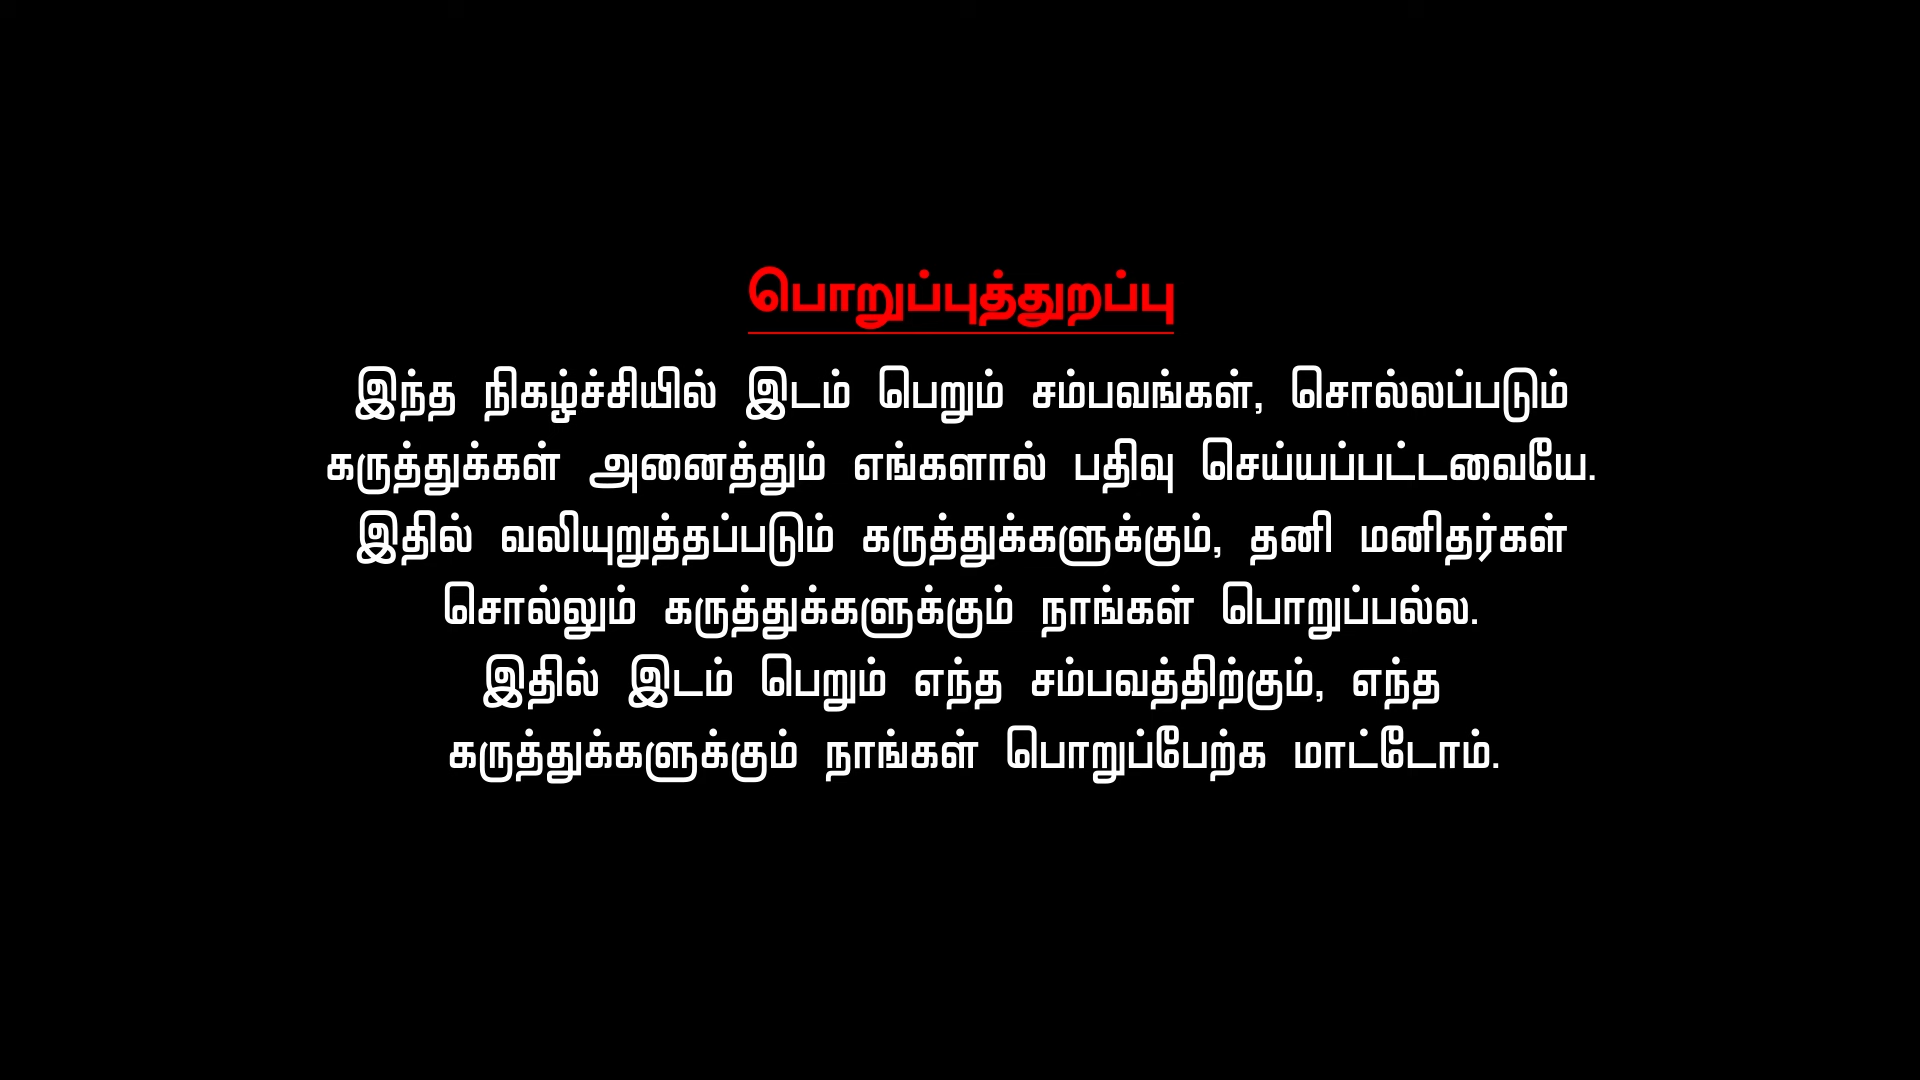 பொறுப்புத்துறப்பு
இந்த நிகழ்ச்சியில் இடம் பெறும் சம்பவங்கள், சொல்லப்படும்
கருத்துக்கள் அனைத்தும் எங்களால் பதிவு செய்யப்பட்டவையே.
இதில் வலியுறுத்தப்படும் கருத்துக்களுக்கும், தனி மனிதர்கள்
சொல்லும் கருத்துக்களுக்கும் நாங்கள் பொறுப்பல்ல.
இதில் இடம் பெறும் எந்த சம்பவத்திற்கும், எந்த
கருத்துக்களுக்கும் நாங்கள் பொறுப்பேற்க மாட்டோம்.